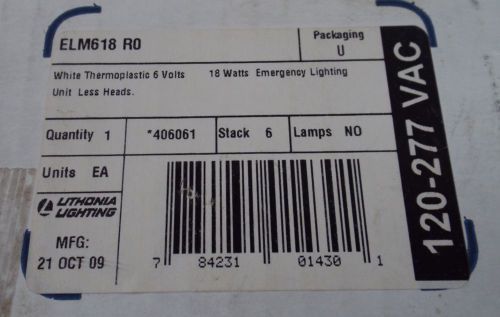 ELM618 R0
Packaging
U
White Thermoplastic 6 Volts 18 Watts Emergency Lighting
Unit Less Heads.
Quantity 1 *406061 Stack 6 Lamps NO
Units EA
LITHONIA
LIGHTING
MFG:
21 OCT 09
7 84231 01430 1
120-277 VAC